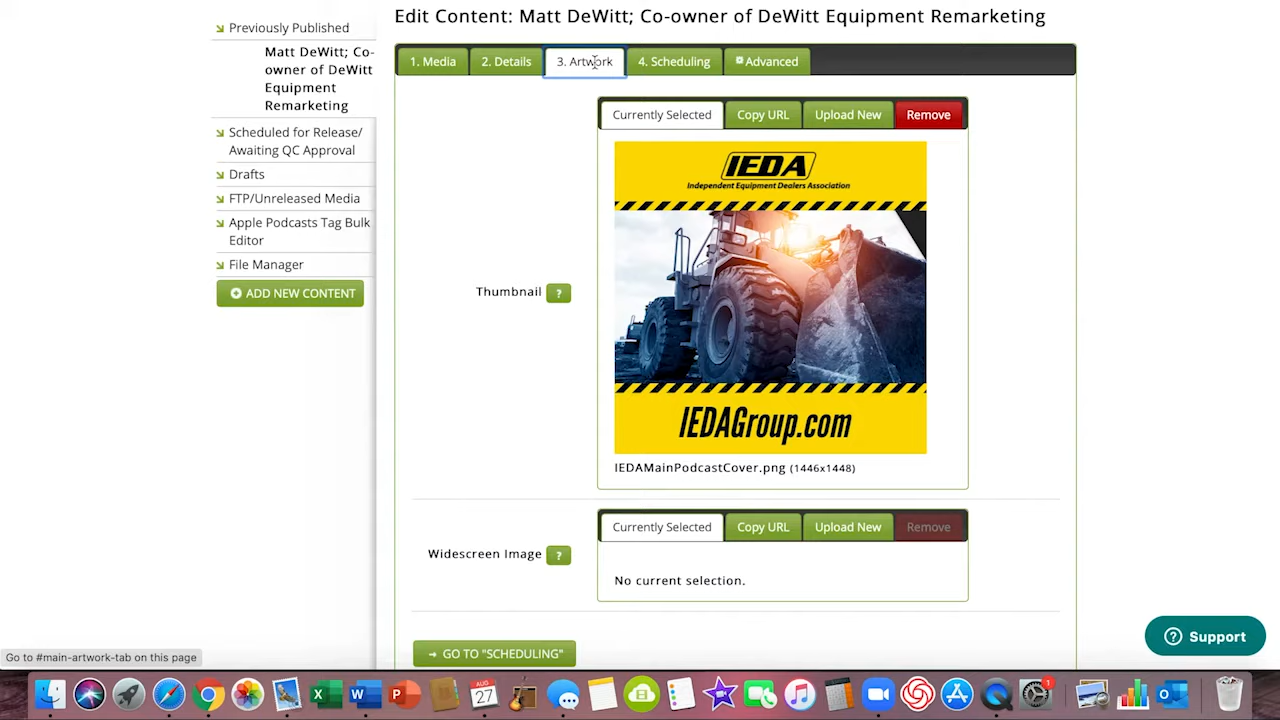 Edit Content: Matt DeWitt; Co-owner of DeWitt Equipment Remarketing
Previously Published
Matt DeWitt; Co-
owner of DeWitt
Equipment
Remarketing
Scheduled for Release/
Awaiting QC Approval
Drafts
FTP/Unreleased Media
Apple Podcasts Tag Bulk
Editor
File Manager
ADD NEW CONTENT
1. Media
2. Details
3. Artwork
4. Scheduling
Advanced
Currently Selected
Copy URL
Upload New
Remove
Thumbnail
?
IEDA
Independent Equipment Dealers Association
IEDAGroup.com
IEDAMainPodcastCover.png (1446x1448)
Widescreen Image
?
Currently Selected
Copy URL
Upload New
Remove
No current selection.
GO TO "SCHEDULING"
Support
Go to #main-artwork-tab on this page
AUG
27
1